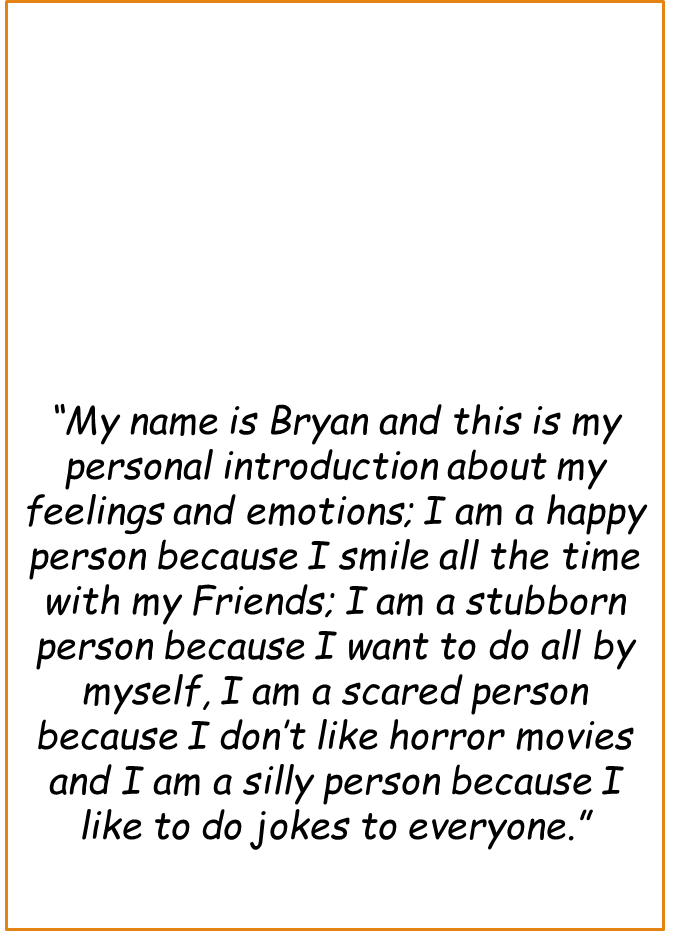 “My name is Bryan and this is my
personal introduction about my
feelings and emotions; I am a happy
person because I smile all the time
with my Friends; I am a stubborn
person because I want to do all by
myself, I am a scared person
because I don’t like horror movies
and I am a silly person because I
like to do jokes to everyone.”